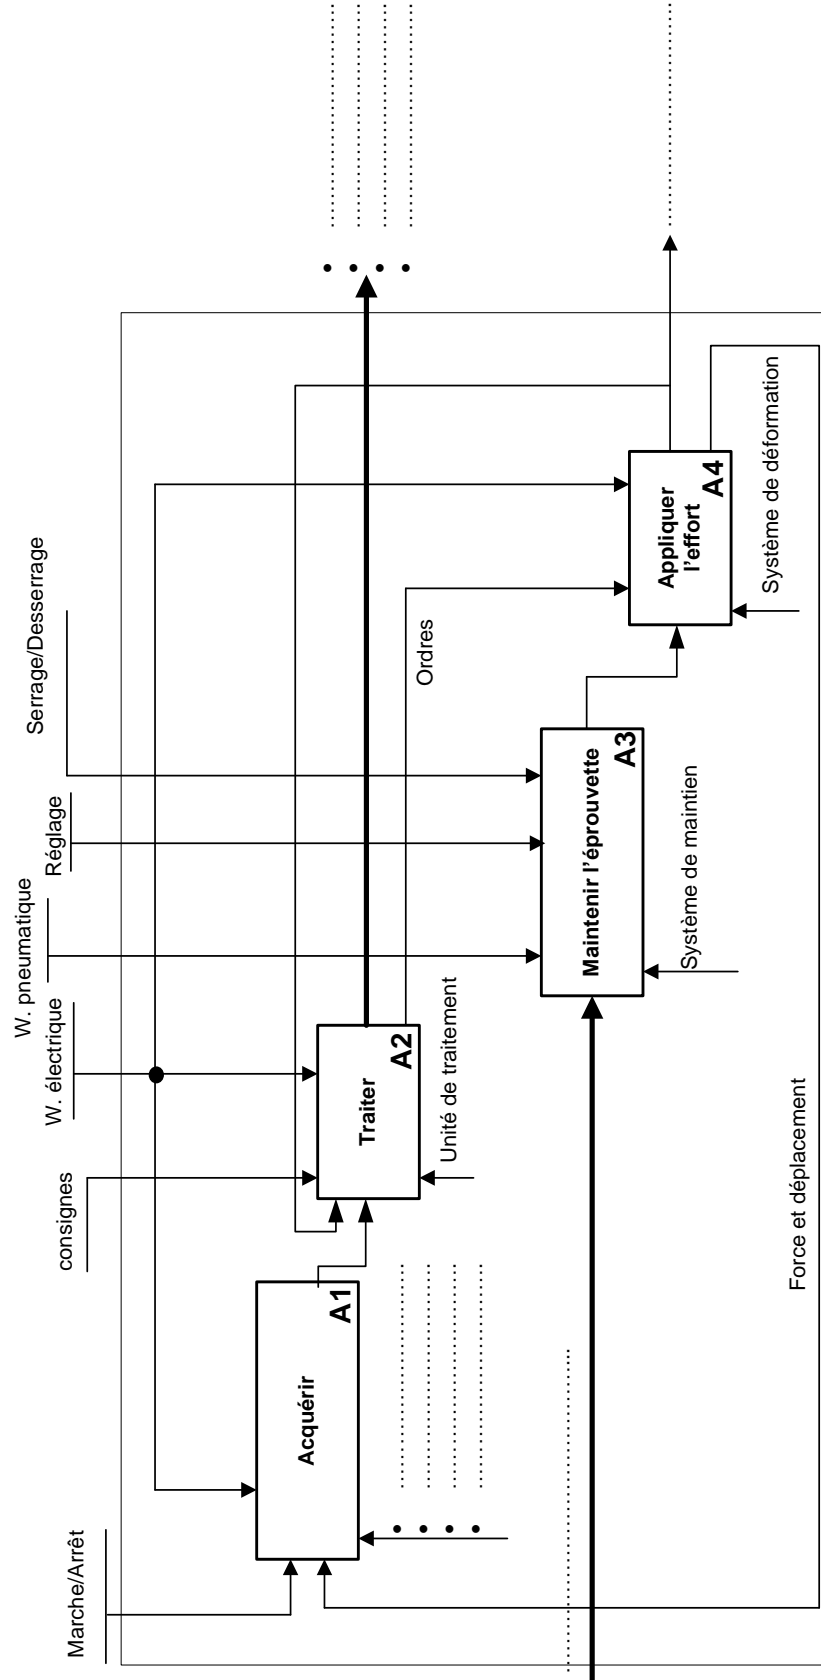 Marche/Arrêt
consignes
W. électrique
W. pneumatique
Réglage
Serrage/Desserrage
Acquérir
A1
Traiter
A2
Unité de traitement
Ordres
Maintenir l'éprouvette
A3
Système de maintien
Appliquer
l'effort
A4
Système de déformation
Force et déplacement